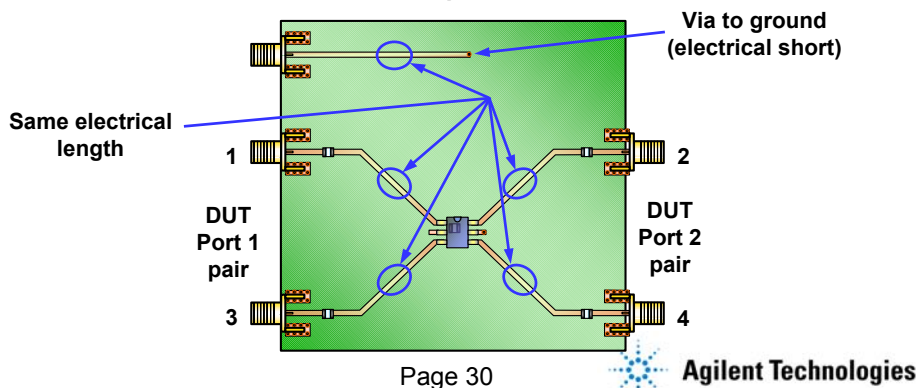 Via to ground
(electrical short)
Same electrical
length
1
2
DUT
Port 1
pair
DUT
Port 2
pair
3
4
Page 30
Agilent Technologies